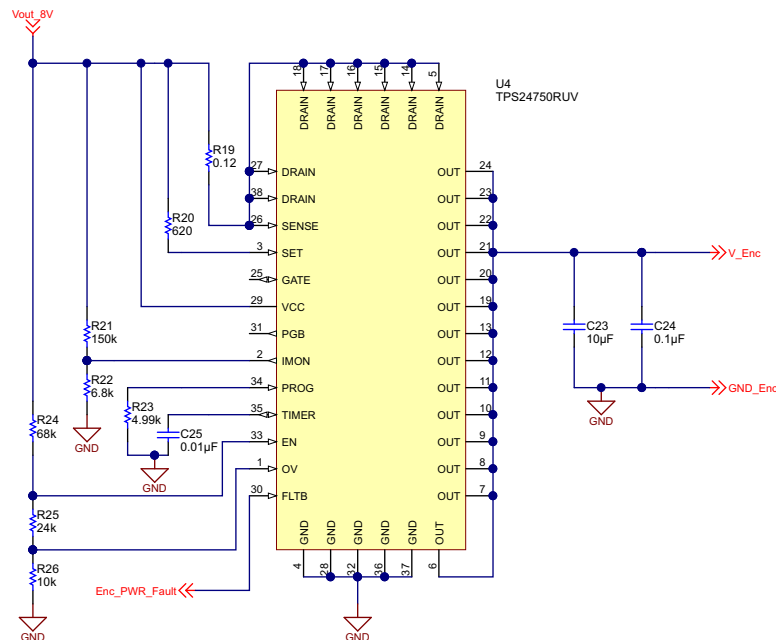 Vout_8V
U4
TPS24750RUV
18 17 16 15 14 5
DRAIN DRAIN DRAIN DRAIN DRAIN DRAIN
R19
0.12
27 DRAIN OUT 24
38 DRAIN OUT 23
26 SENSE OUT 22
R20
620
3 SET OUT 21 V_Enc
25 GATE OUT 20
29 VCC OUT 19
R21
150k
C23
10µF
C24
0.1µF
31 PGB OUT 13
2 IMON OUT 12
R22
6.8k
34 PROG OUT 11 GND_Enc
R23
4.99k
35 TIMER OUT 10
GND
GND
R24
68k
C25
0.01µF
33 EN OUT 9
GND
1 OV OUT 8
30 FLTB OUT 7
R25
24k
GND GND GND GND GND OUT
4 28 32 36 37 6
R26
10k
Enc_PWR_Fault
GND
GND